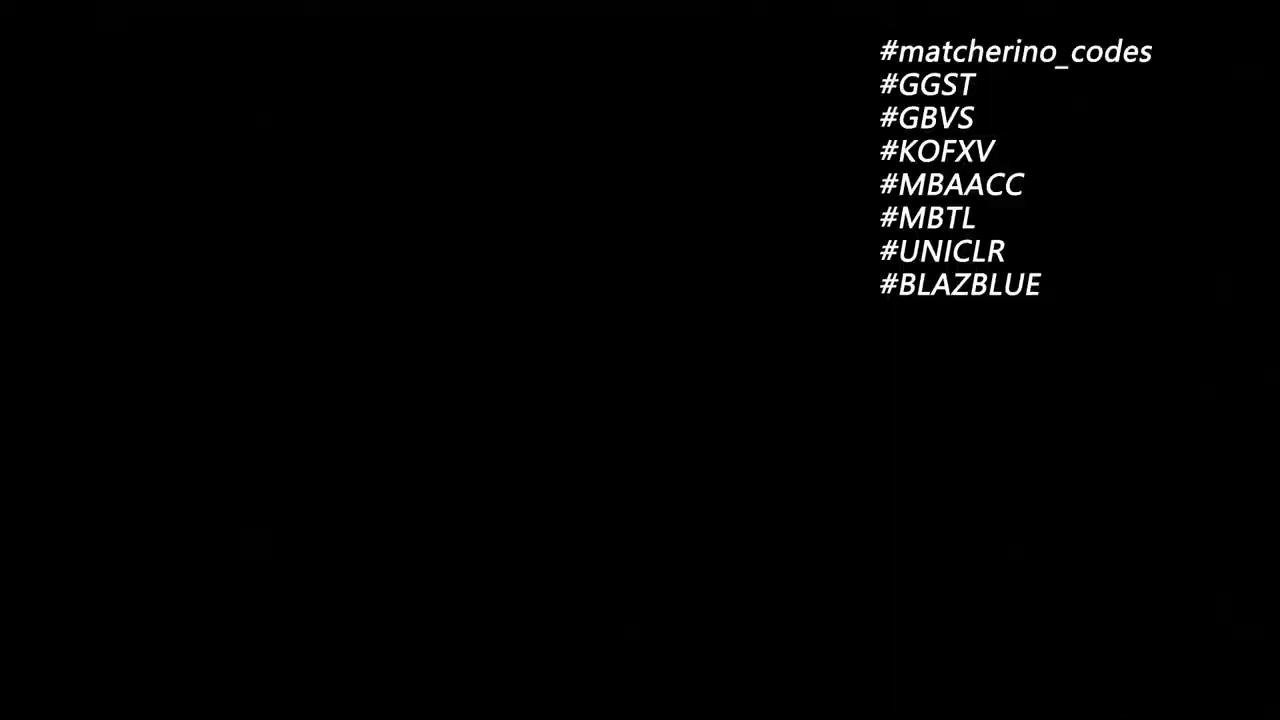 #matcherino_codes
#GGST
#GBVS
#KOFXV
#MBAACC
#MBTL
#UNICLR
#BLAZBLUE